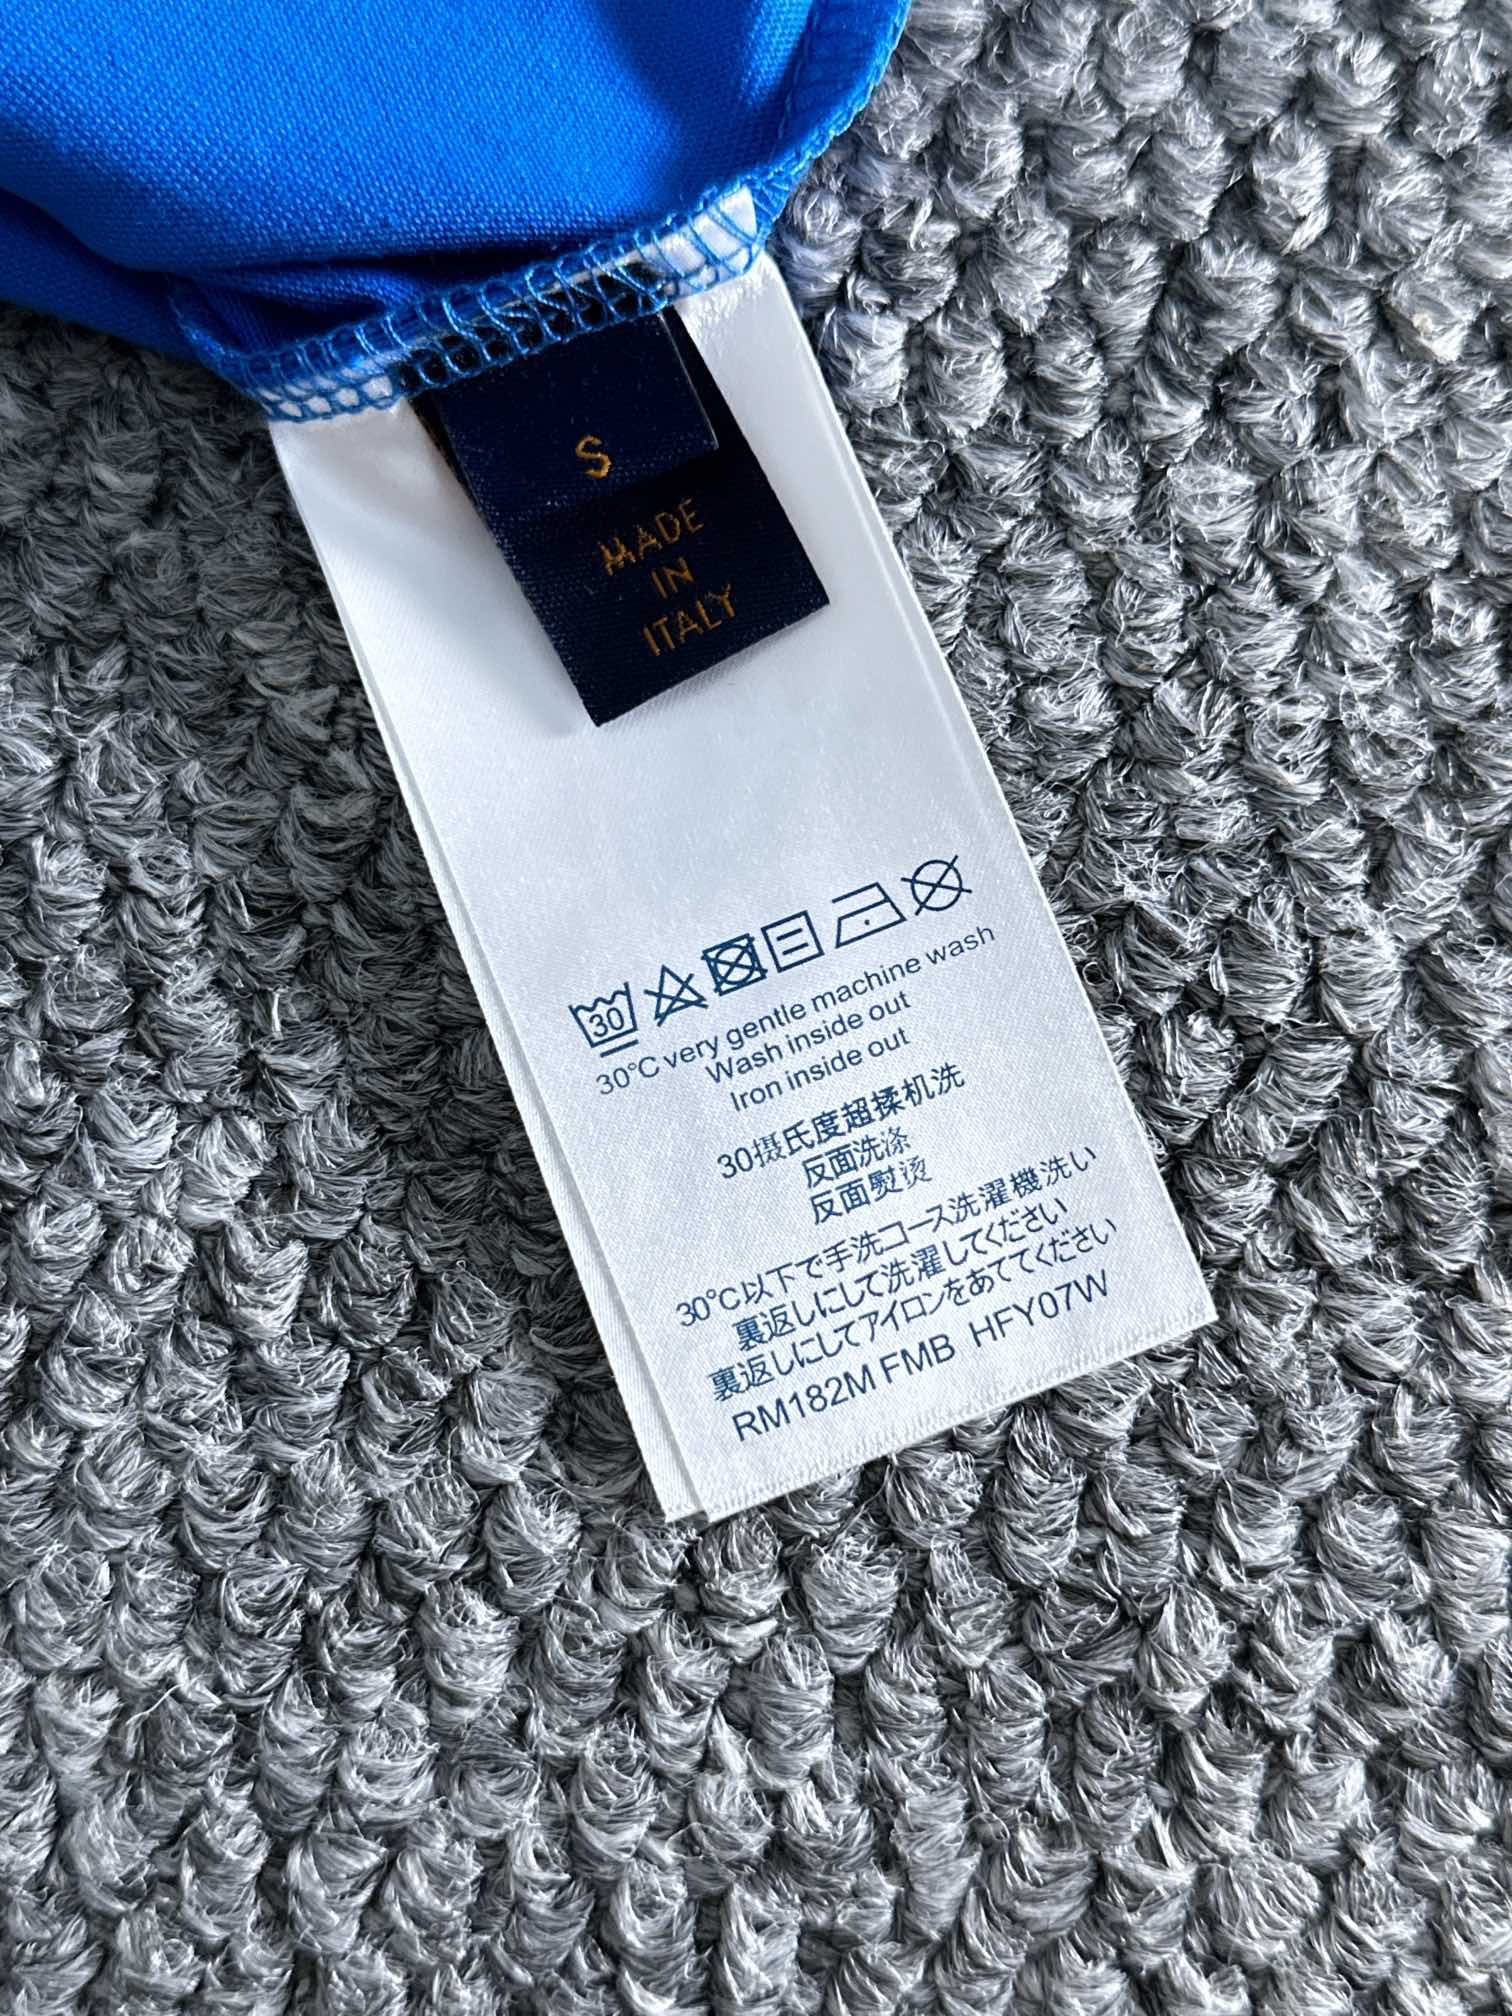 S
MADE
IN
ITALY
30
30°C very gentle machine wash
Wash inside out
Iron inside out
30摄氏度超揉机洗
反面洗涤
反面熨烫
30°C以下で手洗コース洗濯機洗い
裏返しにして洗濯してください
裏返しにしてアイロンをあててください
RM182M FMB HFY07W